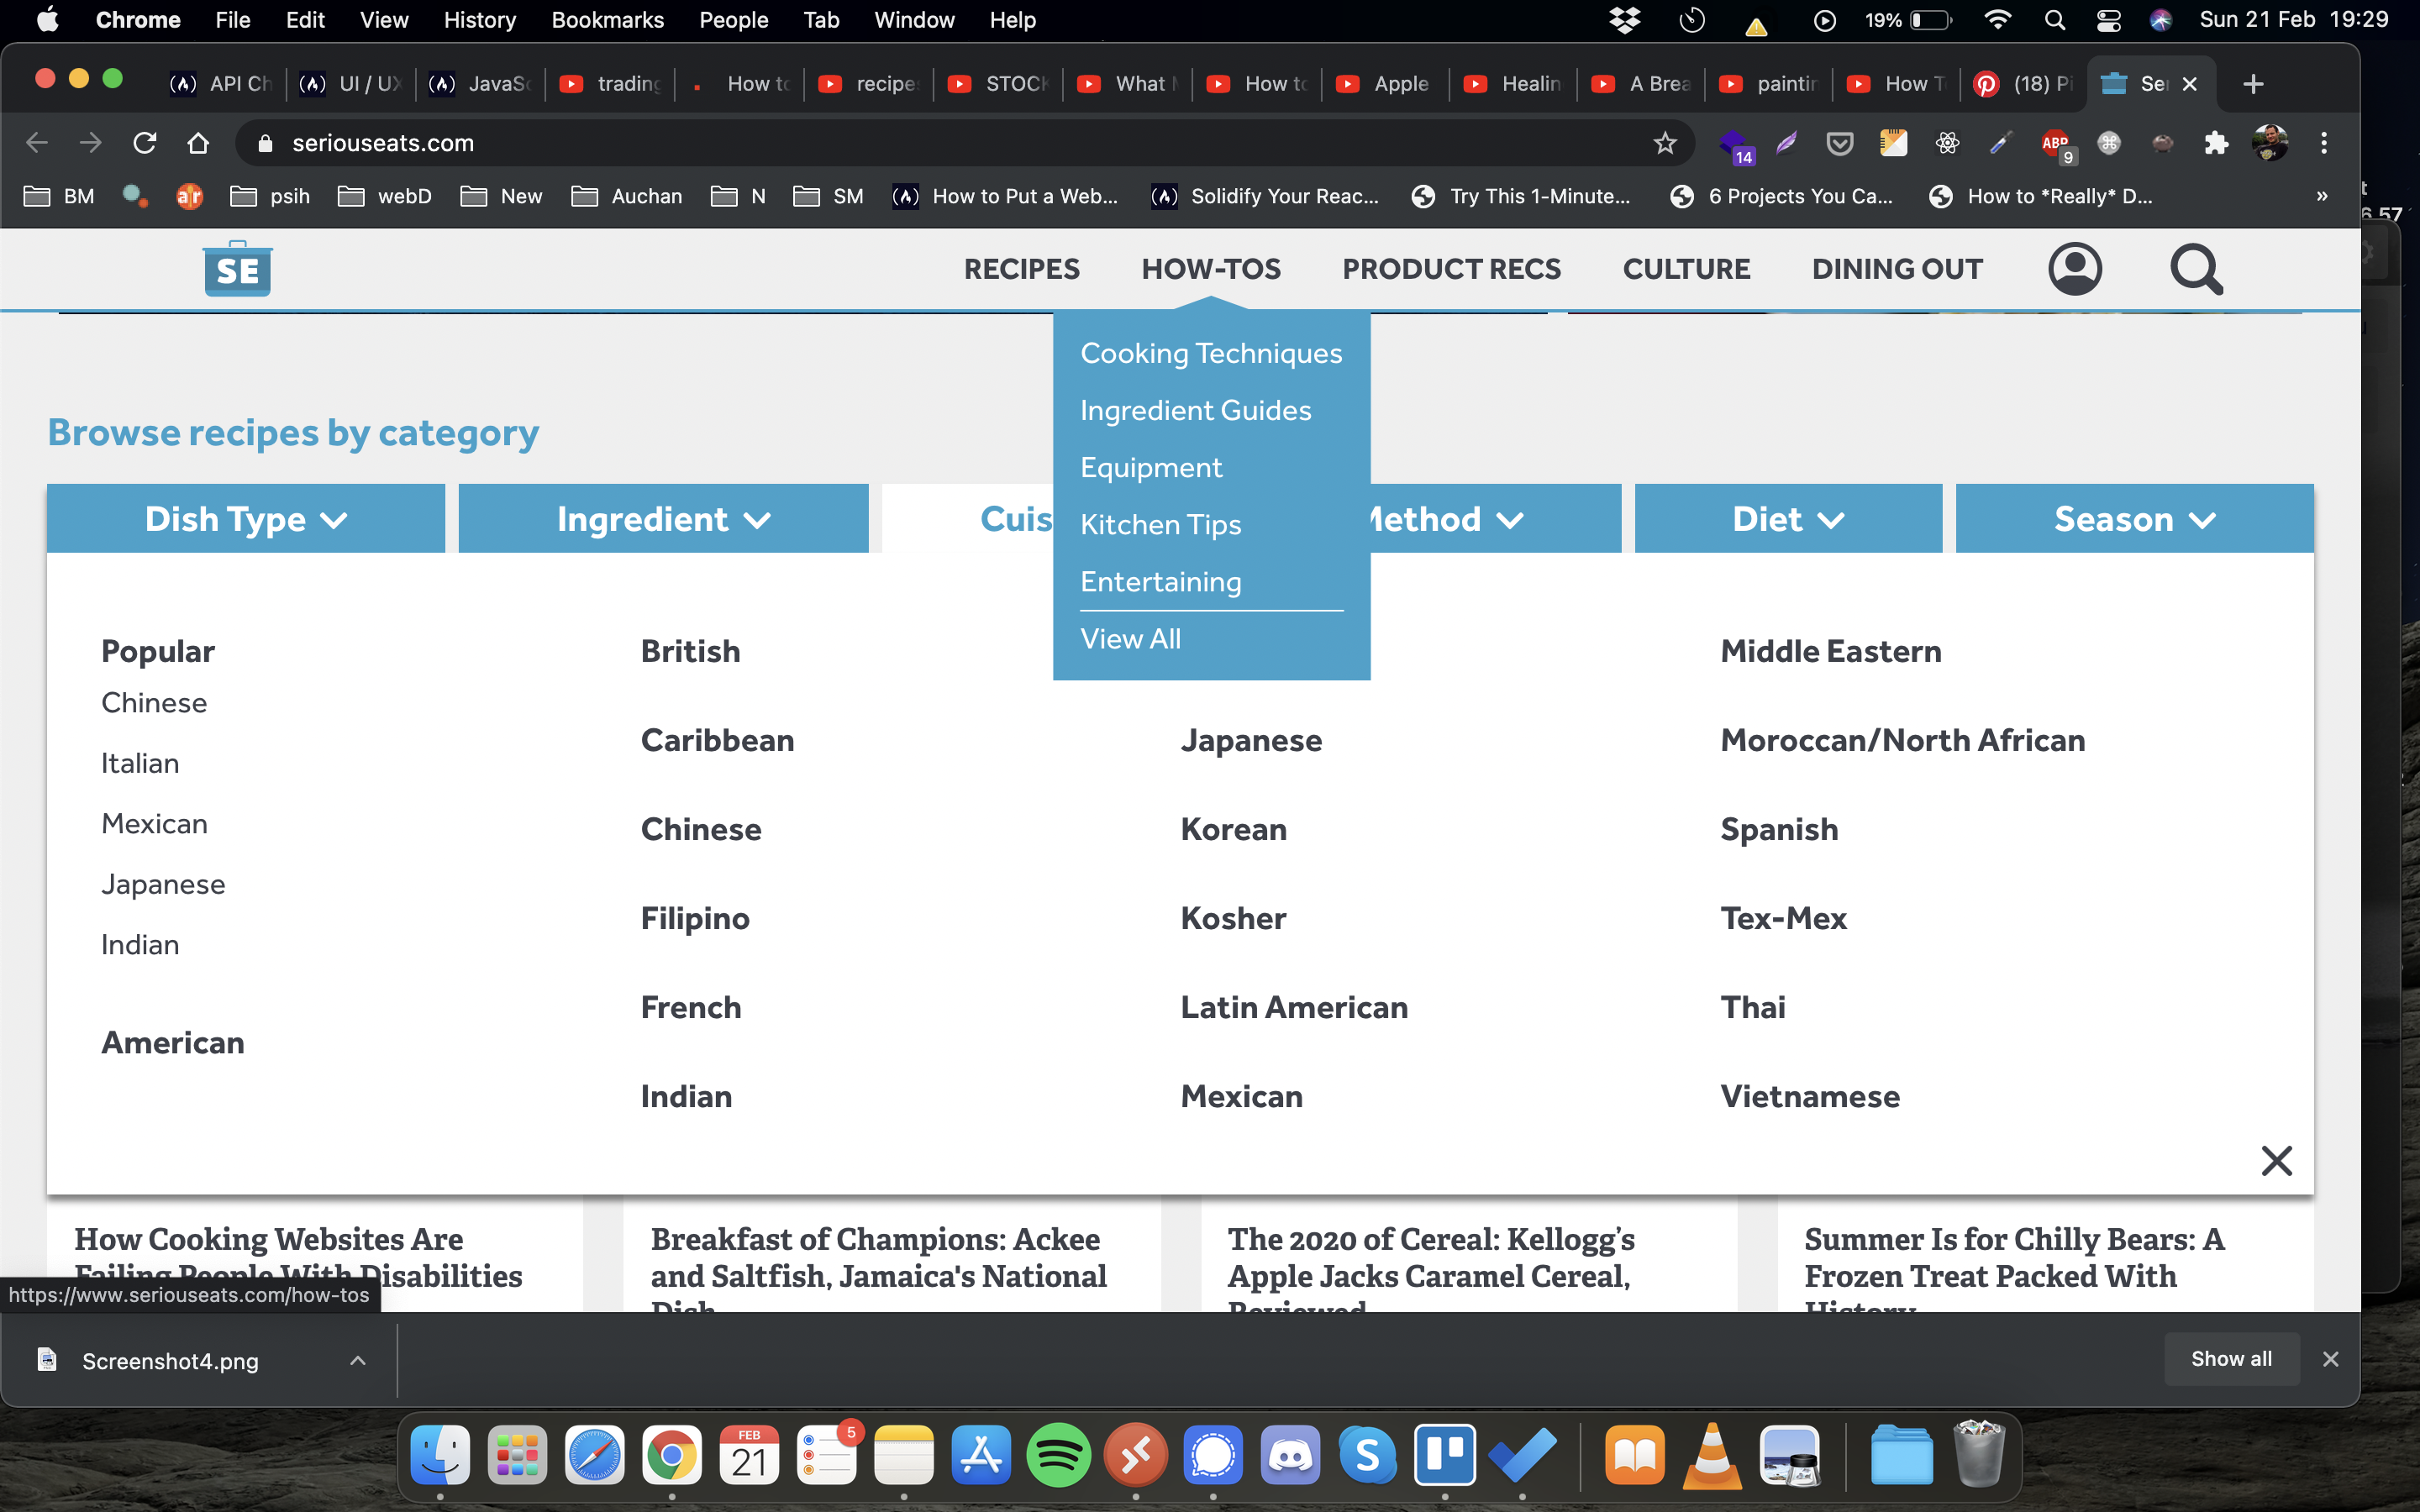 Chrome File Edit View History Bookmarks People Tab Window Help 19% Sun 21 Feb 19:29
API Ch UI / UX JavaSc trading How to recipe STOCK What How to Apple Healin A Brea paintin How T (18) Pi Se
seriouseats.com 14 ABP 9
BM psih webD New Auchan N SM How to Put a Web... Solidify Your Reac... Try This 1-Minute... 6 Projects You Ca... How to *Really* D... »
SE RECIPES HOW-TOS PRODUCT RECS CULTURE DINING OUT
Cooking Techniques
Ingredient Guides
Equipment
Kitchen Tips
Entertaining
View All
Browse recipes by category
Dish Type Ingredient Cuis Method Diet Season
Popular
Chinese
Italian
Mexican
Japanese
Indian
American
British
Caribbean
Chinese
Filipino
French
Indian
Japanese
Korean
Kosher
Latin American
Mexican
Middle Eastern
Moroccan/North African
Spanish
Tex-Mex
Thai
Vietnamese
How Cooking Websites Are
Failing People With Disabilities
Breakfast of Champions: Ackee
and Saltfish, Jamaica's National
Dish
The 2020 of Cereal: Kellogg’s
Apple Jacks Caramel Cereal,
Reviewed
Summer Is for Chilly Bears: A
Frozen Treat Packed With
History
https://www.seriouseats.com/how-tos
Screenshot4.png Show all
FEB
21
5
S